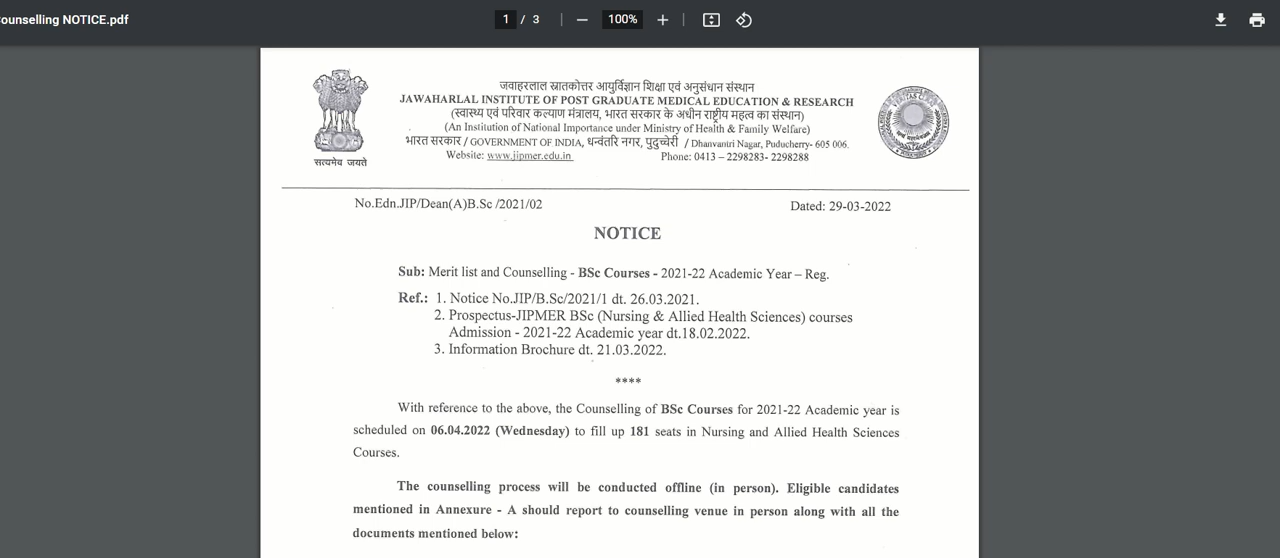 ounselling NOTICE.pdf
1 / 3 — 100% +
जवाहरलाल स्नातकोत्तर आयुर्विज्ञान शिक्षा एवं अनुसंधान संस्थान
JAWAHARLAL INSTITUTE OF POST GRADUATE MEDICAL EDUCATION & RESEARCH
(स्वास्थ्य एवं परिवार कल्याण मंत्रालय, भारत सरकार के अधीन राष्ट्रीय महत्व का संस्थान)
(An Institution of National Importance under Ministry of Health & Family Welfare)
भारत सरकार / GOVERNMENT OF INDIA, धन्वंतरि नगर, पुदुच्चेरी / Dhanvantri Nagar, Puducherry- 605 006.
सत्यमेव जयते
Website: www.jipmer.edu.in Phone: 0413 – 2298283- 2298288
No.Edn.JIP/Dean(A)B.Sc /2021/02 Dated: 29-03-2022
NOTICE
Sub: Merit list and Counselling - BSc Courses - 2021-22 Academic Year – Reg.
Ref.: 1. Notice No.JIP/B.Sc/2021/1 dt. 26.03.2021.
2. Prospectus-JIPMER BSc (Nursing & Allied Health Sciences) courses
Admission - 2021-22 Academic year dt.18.02.2022.
3. Information Brochure dt. 21.03.2022.
****
With reference to the above, the Counselling of BSc Courses for 2021-22 Academic year is
scheduled on 06.04.2022 (Wednesday) to fill up 181 seats in Nursing and Allied Health Sciences
Courses.
The counselling process will be conducted offline (in person). Eligible candidates
mentioned in Annexure - A should report to counselling venue in person along with all the
documents mentioned below: